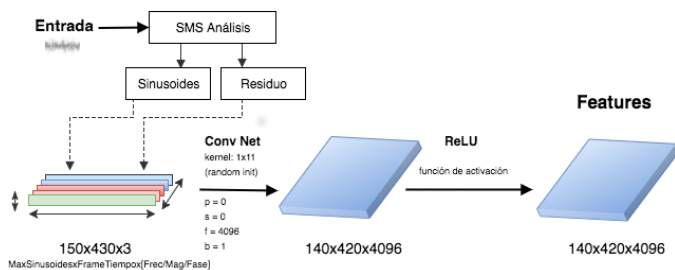 Entrada
SMS Análisis
Sinusoides
Residuo
Features
Conv Net
kernel: 1x11
(random init)
p = 0
s = 0
f = 4096
b = 1
ReLU
función de activación
150x430x3
MaxSinusoidesxFrameTiempox[Frec/Mag/Fase]
140x420x4096
140x420x4096